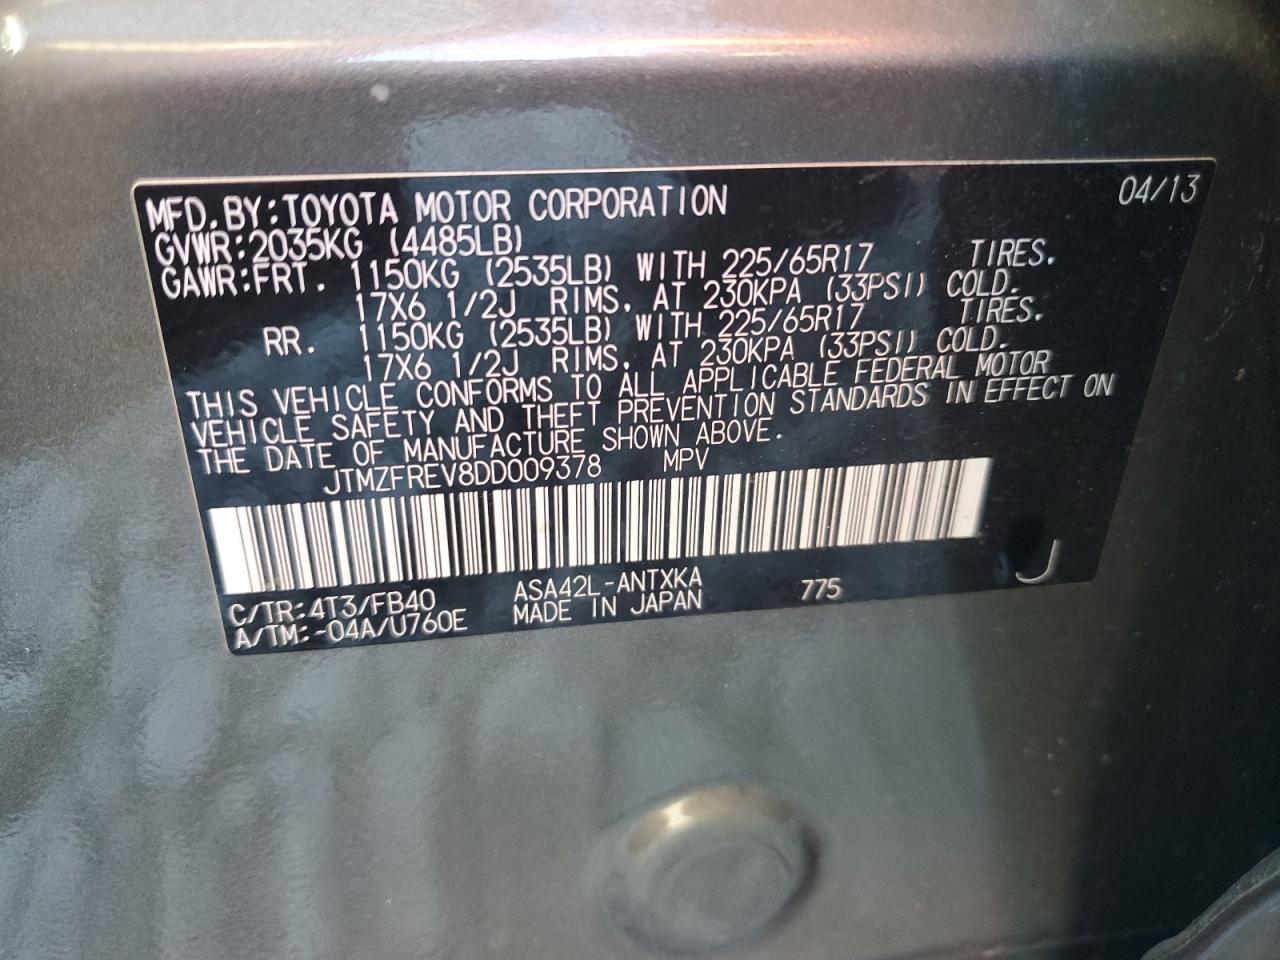 04/13
MFD.BY:TOYOTA MOTOR CORPORATION
GVWR:2035KG (4485LB)
GAWR:FRT. 1150KG (2535LB) WITH 225/65R17 TIRES.
17X6 1/2J RIMS, AT 230KPA (33PSI) COLD.
RR. 1150KG (2535LB) WITH 225/65R17 TIRES.
17X6 1/2J RIMS, AT 230KPA (33PSI) COLD.
THIS VEHICLE CONFORMS TO ALL APPLICABLE FEDERAL MOTOR
VEHICLE SAFETY AND THEFT PREVENTION STANDARDS IN EFFECT ON
THE DATE OF MANUFACTURE SHOWN ABOVE.
JTMZFREV8DD009378 MPV
C/TR:4T3/FB40 ASA42L-ANTXKA 775 J
A/TM:-04A/U760E MADE IN JAPAN